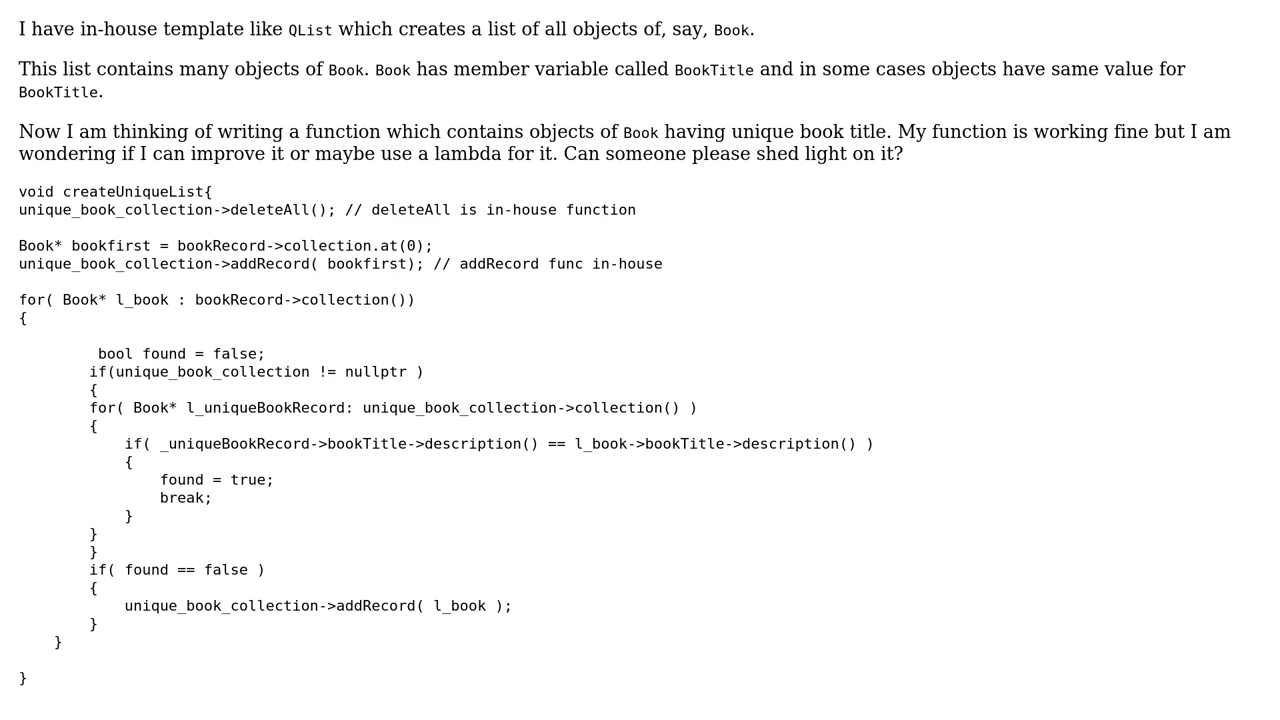 I have in-house template like QList which creates a list of all objects of, say, Book.
This list contains many objects of Book. Book has member variable called BookTitle and in some cases objects have same value for
BookTitle.
Now I am thinking of writing a function which contains objects of Book having unique book title. My function is working fine but I am
wondering if I can improve it or maybe use a lambda for it. Can someone please shed light on it?
void createUniqueList{
unique_book_collection->deleteAll(); // deleteAll is in-house function
Book* bookfirst = bookRecord->collection.at(0);
unique_book_collection->addRecord( bookfirst); // addRecord func in-house
for( Book* l_book : bookRecord->collection())
{
bool found = false;
if(unique_book_collection != nullptr )
{
for( Book* l_uniqueBookRecord: unique_book_collection->collection() )
{
if( _uniqueBookRecord->bookTitle->description() == l_book->bookTitle->description() )
{
found = true;
break;
}
}
}
if( found == false )
{
unique_book_collection->addRecord( l_book );
}
}
}